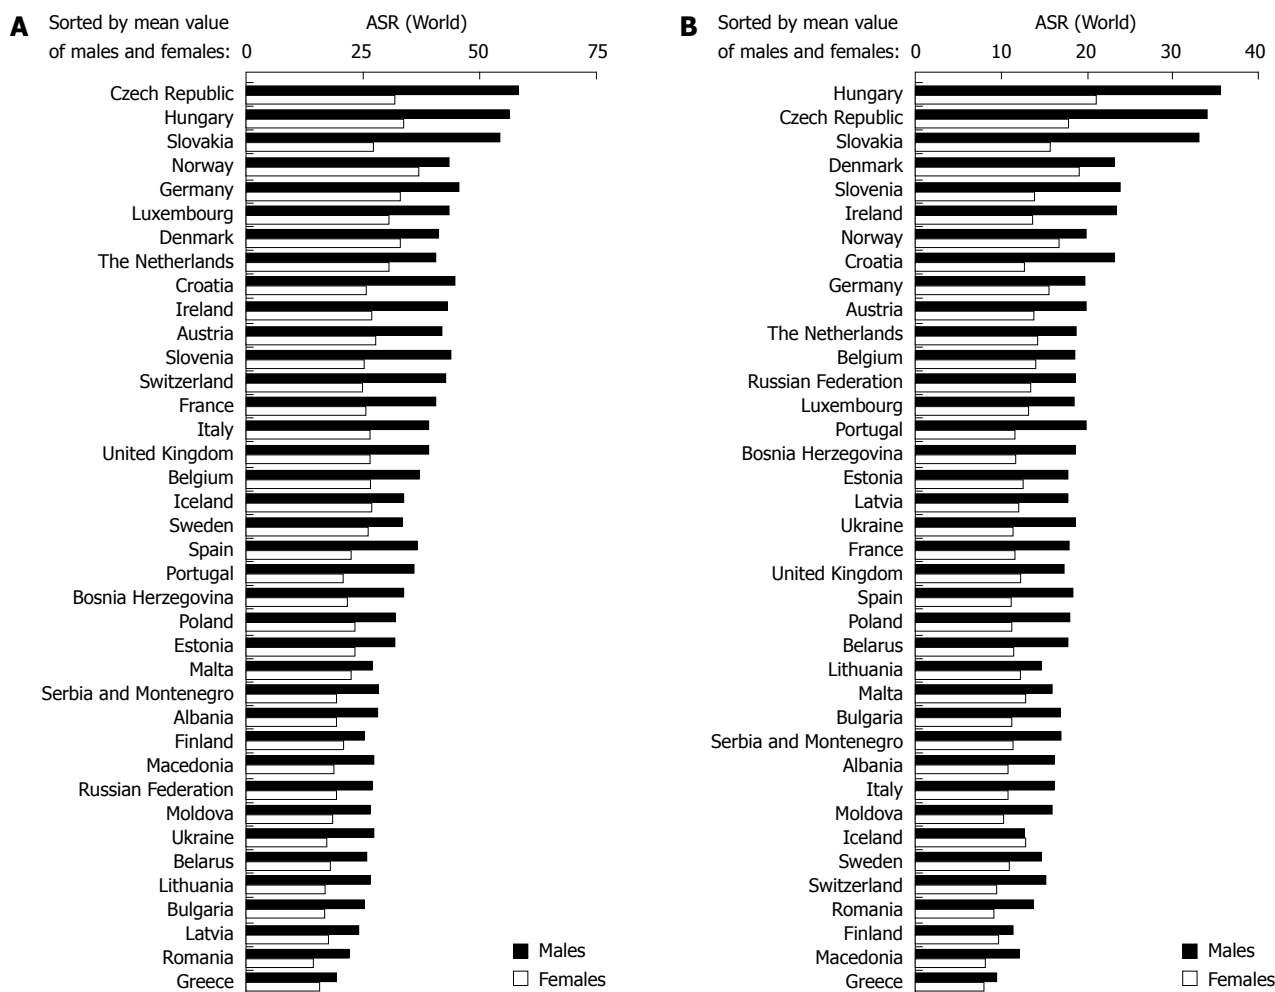 A
Sorted by mean value
of males and females:
ASR (World)
0 25 50 75
Czech Republic
Hungary
Slovakia
Norway
Germany
Luxembourg
Denmark
The Netherlands
Croatia
Ireland
Austria
Slovenia
Switzerland
France
Italy
United Kingdom
Belgium
Iceland
Sweden
Spain
Portugal
Bosnia Herzegovina
Poland
Estonia
Malta
Serbia and Montenegro
Albania
Finland
Macedonia
Russian Federation
Moldova
Ukraine
Belarus
Lithuania
Bulgaria
Latvia
Romania
Greece
Males
Females
B
Sorted by mean value
of males and females:
ASR (World)
0 10 20 30 40
Hungary
Czech Republic
Slovakia
Denmark
Slovenia
Ireland
Norway
Croatia
Germany
Austria
The Netherlands
Belgium
Russian Federation
Luxembourg
Portugal
Bosnia Herzegovina
Estonia
Latvia
Ukraine
France
United Kingdom
Spain
Poland
Belarus
Lithuania
Malta
Bulgaria
Serbia and Montenegro
Albania
Italy
Moldova
Iceland
Sweden
Switzerland
Romania
Finland
Macedonia
Greece
Males
Females